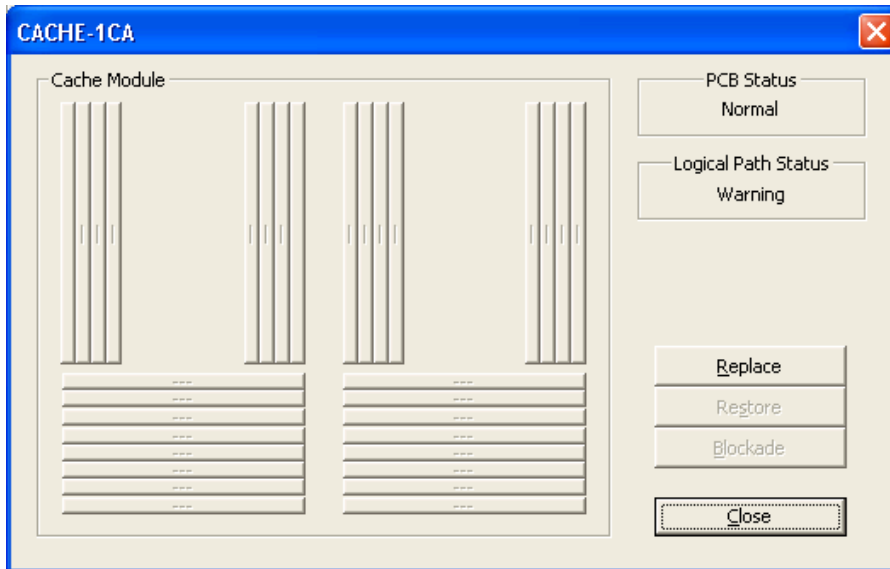 CACHE-1CA
Cache Module
PCB Status
Normal
Logical Path Status
Warning
---   ---
---   ---
---   ---
---   ---
---   ---
---   ---
---   ---
---   ---
Replace
Restore
Blockade
Close